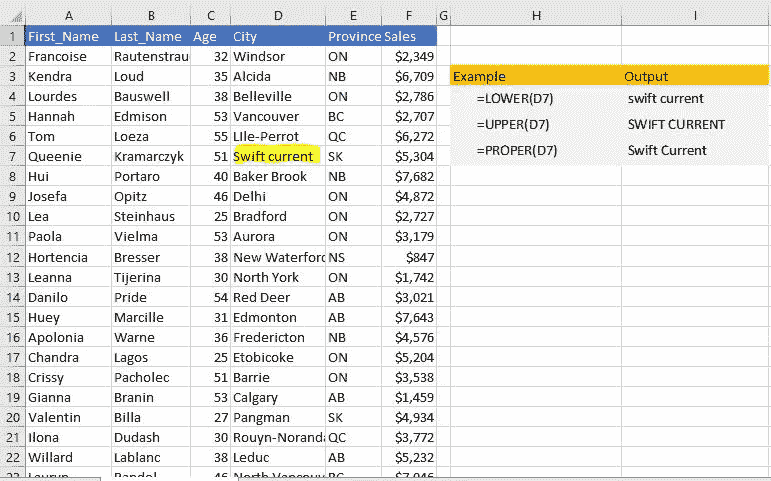 A B C D E F G H I
1 First_Name Last_Name Age City Province Sales
2 Francoise Rautenstrau 32 Windsor ON $2,349
3 Kendra Loud 35 Alcida NB $6,709 Example Output
4 Lourdes Bauswell 38 Belleville ON $2,786 =LOWER(D7) swift current
5 Hannah Edmison 53 Vancouver BC $2,707 =UPPER(D7) SWIFT CURRENT
6 Tom Loeza 55 LIle-Perrot QC $6,272 =PROPER(D7) Swift Current
7 Queenie Kramarczyk 51 Swift current SK $5,304
8 Hui Portaro 40 Baker Brook NB $7,682
9 Josefa Opitz 46 Delhi ON $4,872
10 Lea Steinhaus 25 Bradford ON $2,727
11 Paola Vielma 53 Aurora ON $3,179
12 Hortencia Bresser 38 New Waterford NS $847
13 Leanna Tijerina 30 North York ON $1,742
14 Danilo Pride 54 Red Deer AB $3,021
15 Huey Marcille 31 Edmonton AB $7,643
16 Apolonia Warne 36 Fredericton NB $4,576
17 Chandra Lagos 25 Etobicoke ON $5,204
18 Crissy Pacholec 51 Barrie ON $3,538
19 Gianna Branin 53 Calgary AB $1,459
20 Valentin Billa 27 Pangman SK $4,934
21 Ilona Dudash 30 Rouyn-Noranda QC $3,772
22 Willard Lablanc 38 Leduc AB $5,232